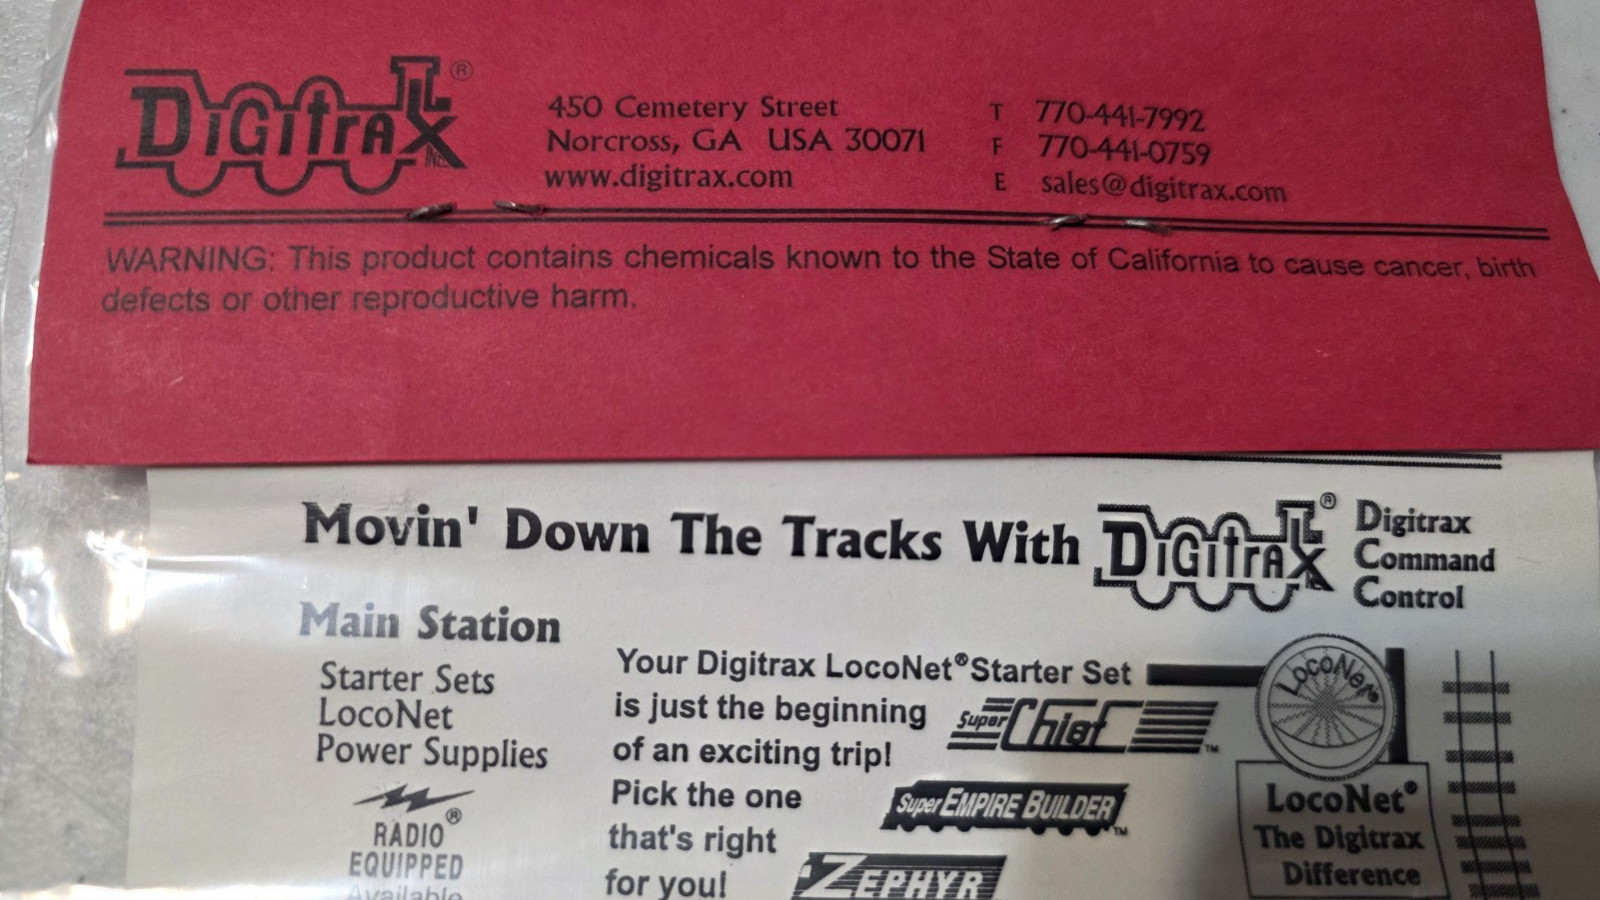 DIGITRAX INC. ®
450 Cemetery Street
Norcross, GA USA 30071
www.digitrax.com
T 770-441-7992
F 770-441-0759
E sales@digitrax.com
WARNING: This product contains chemicals known to the State of California to cause cancer, birth
defects or other reproductive harm.
Movin' Down The Tracks With DIGITRAX ®
Digitrax
Command
Control
Main Station
Starter Sets
LocoNet
Power Supplies
RADIO®
EQUIPPED
Available
Your Digitrax LocoNet® Starter Set
is just the beginning
of an exciting trip!
Pick the one
that's right
for you!
Super Chief™
Super EMPIRE BUILDER™
ZEPHYR
LocoNet®
LocoNet®
The Digitrax
Difference